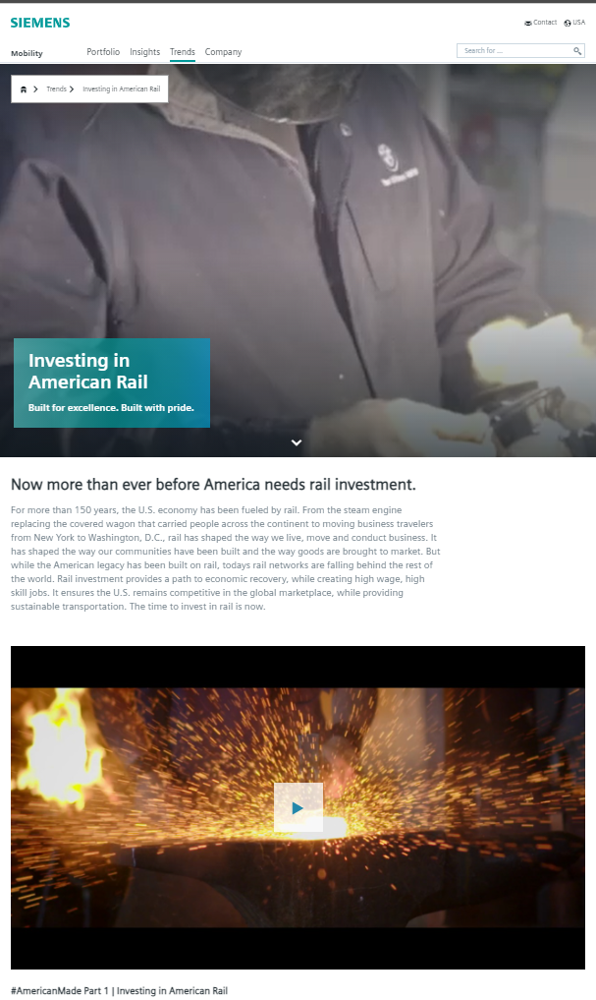 SIEMENS
Contact USA
Mobility Portfolio Insights Trends Company
Search for ...
Trends Investing in American Rail
Investing in
American Rail
Built for excellence. Built with pride.
Now more than ever before America needs rail investment.
For more than 150 years, the U.S. economy has been fueled by rail. From the steam engine
replacing the covered wagon that carried people across the continent to moving business travelers
from New York to Washington, D.C., rail has shaped the way we live, move and conduct business. It
has shaped the way our communities have been built and the way goods are brought to market. But
while the American legacy has been built on rail, todays rail networks are falling behind the rest of
the world. Rail investment provides a path to economic recovery, while creating high wage, high
skill jobs. It ensures the U.S. remains competitive in the global marketplace, while providing
sustainable transportation. The time to invest in rail is now.
#AmericanMade Part 1 | Investing in American Rail